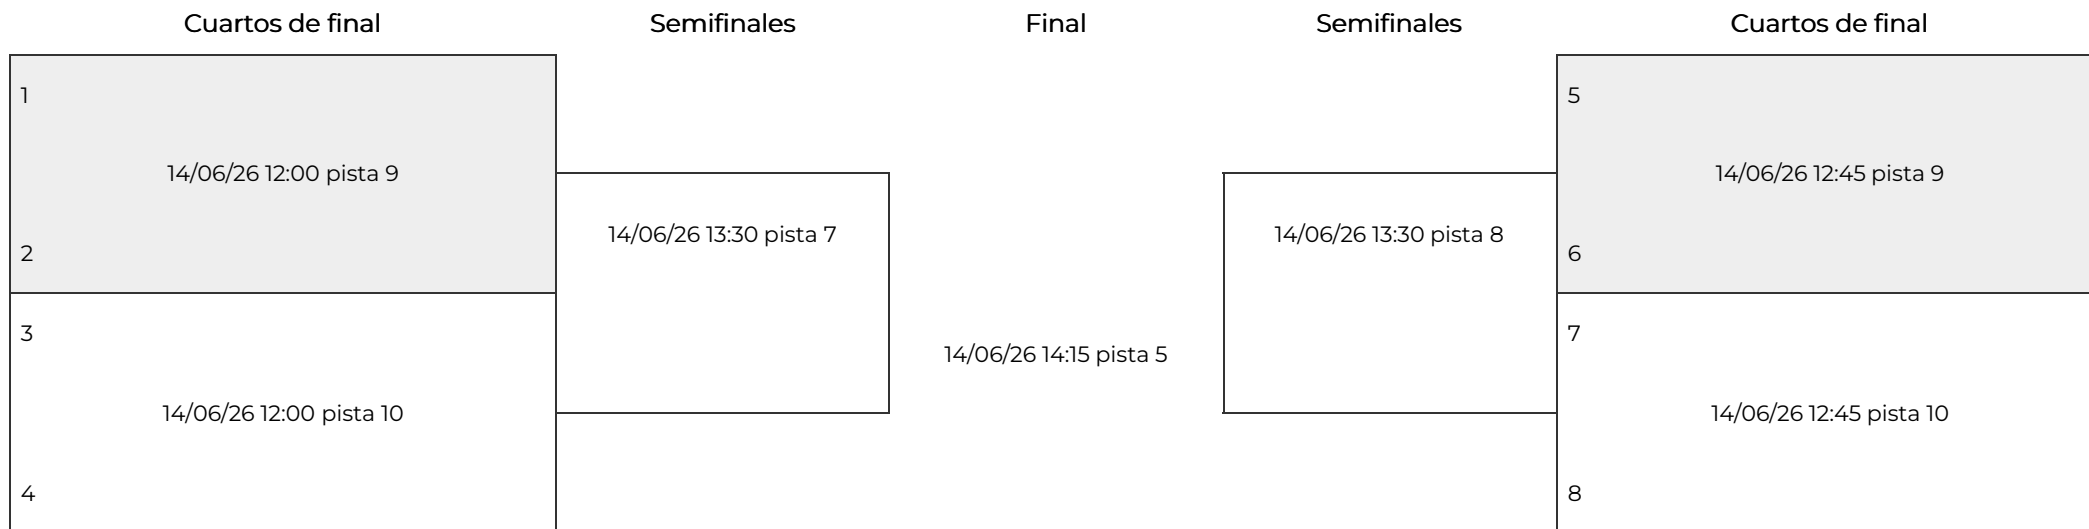 Cuartos de final Semifinales Final Semifinales Cuartos de final
1 5
14/06/26 12:00 pista 9 14/06/26 12:45 pista 9
14/06/26 13:30 pista 7 14/06/26 13:30 pista 8
2 6
3 7
14/06/26 14:15 pista 5
14/06/26 12:00 pista 10 14/06/26 12:45 pista 10
4 8